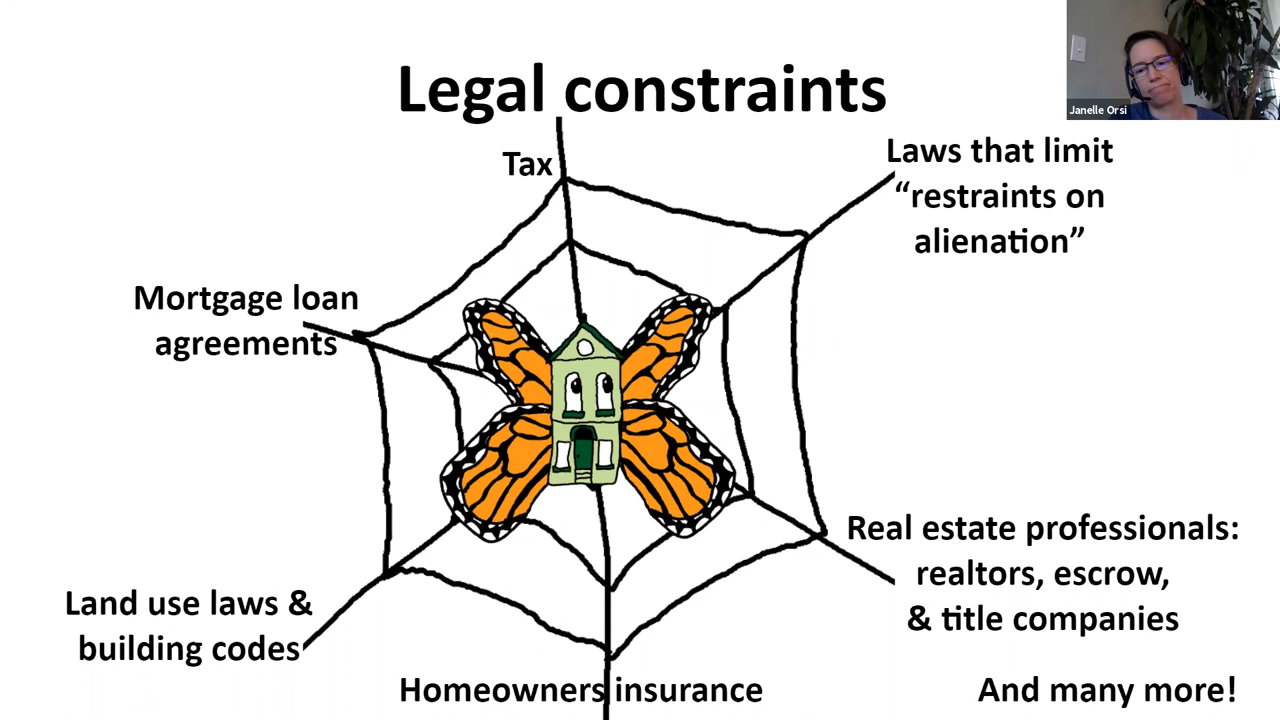 Legal constraints
Janelle Orsi
Tax
Laws that limit
“restraints on
alienation”
Mortgage loan
agreements
Real estate professionals:
realtors, escrow,
& title companies
Land use laws &
building codes
Homeowners insurance
And many more!